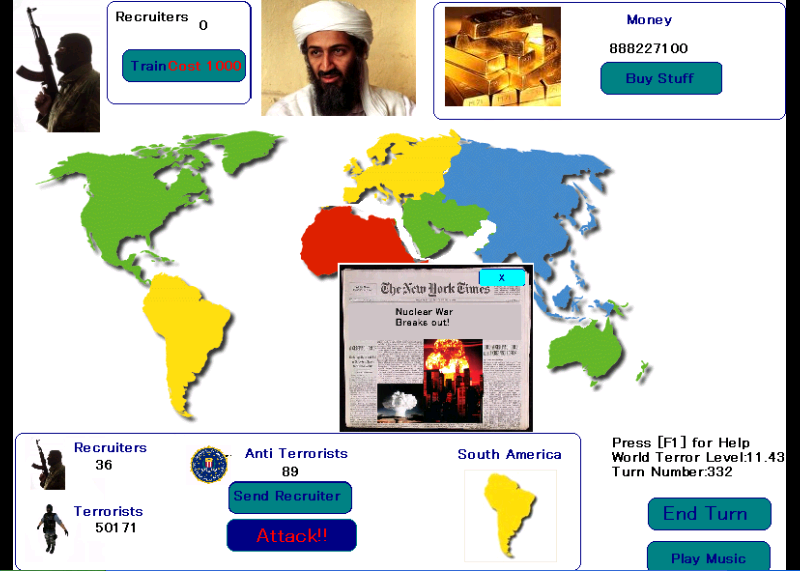 Recruiters
0
Train Cost 1000
Money
888227100
Buy Stuff
X
The New York Times
Nuclear War
Breaks out!
Recruiters
36
Terrorists
50171
Anti Terrorists
89
Send Recruiter
Attack!!
South America
Press [F1] for Help
World Terror Level:11.43
Turn Number:332
End Turn
Play Music